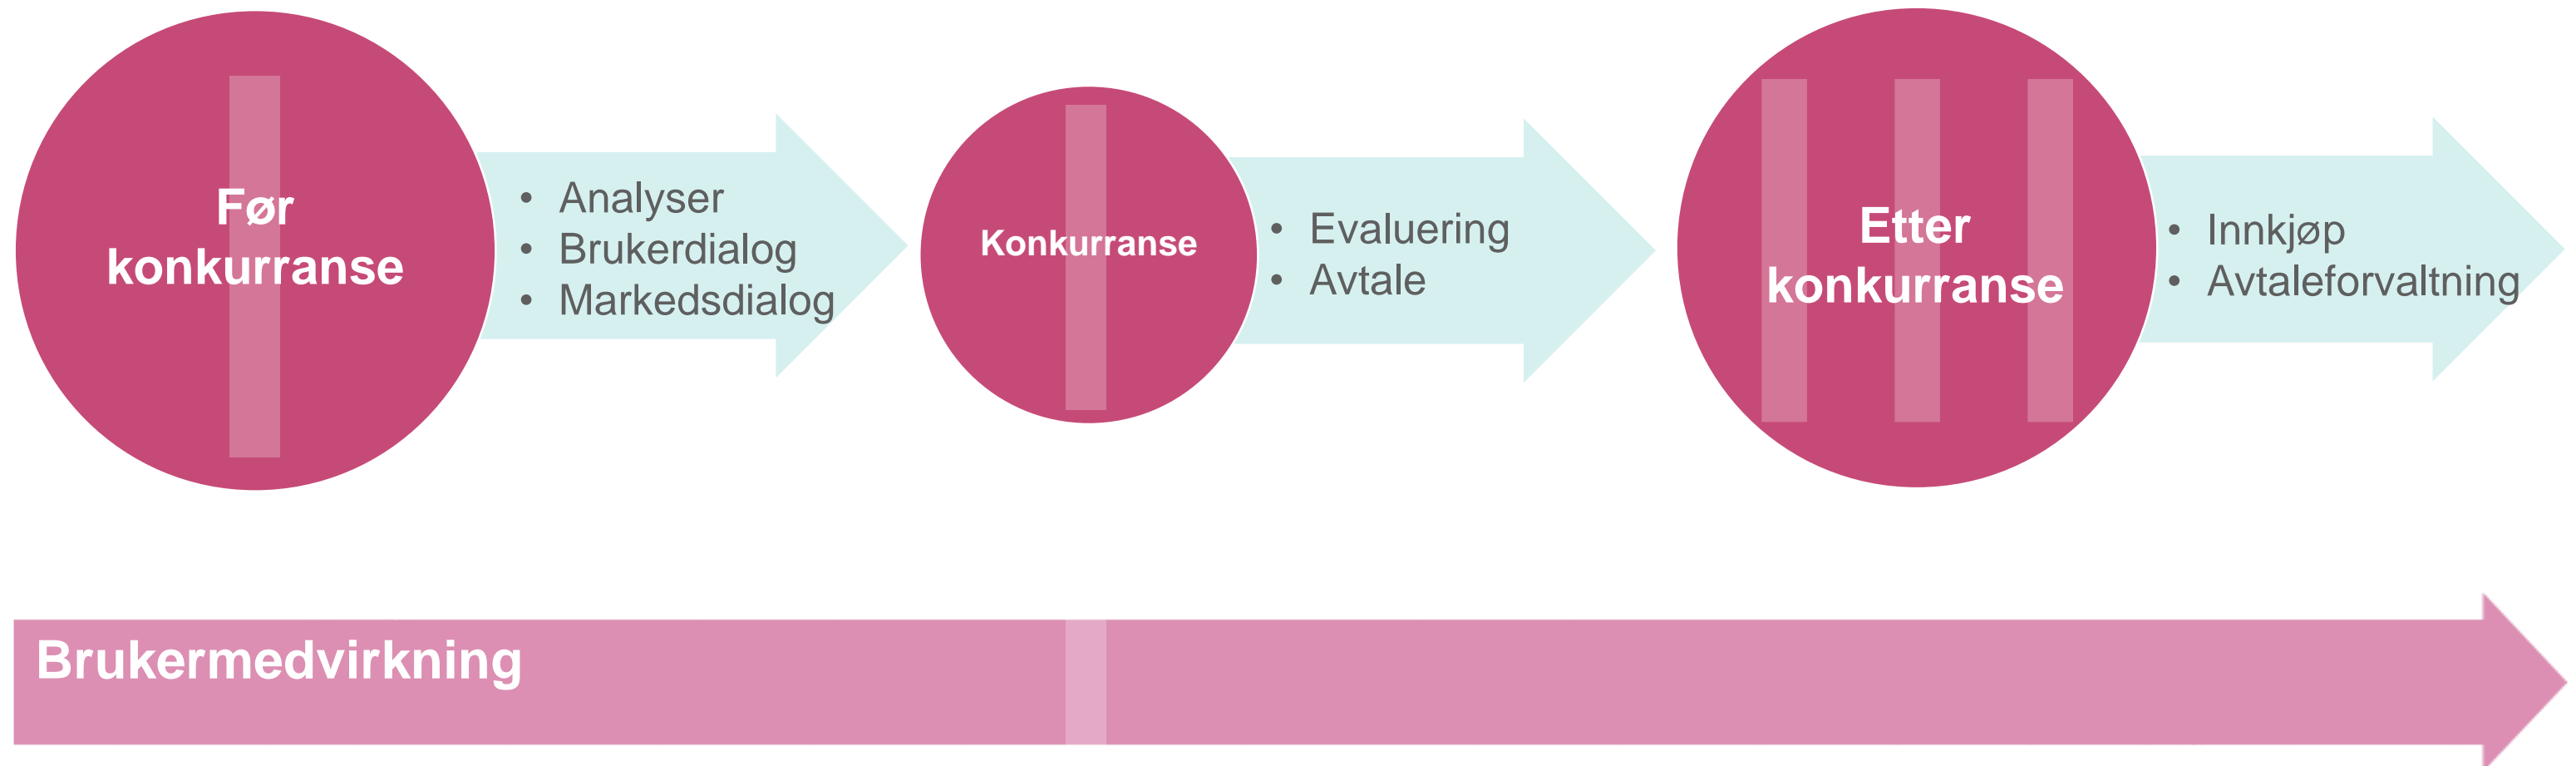 Før
konkurranse
• Analyser
• Brukerdialog
• Markedsdialog
Konkurranse
• Evaluering
• Avtale
Etter
konkurranse
• Innkjøp
• Avtaleforvaltning
Brukermedvirkning